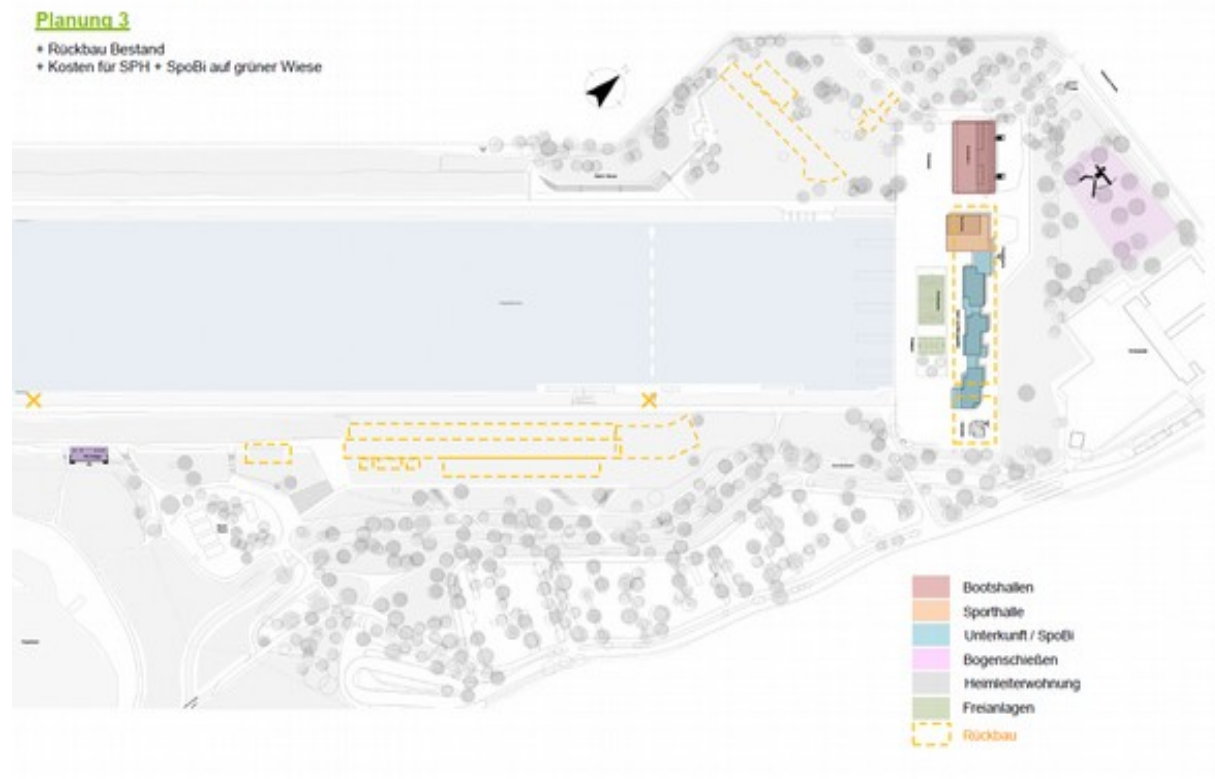 Planung 3
+ Rückbau Bestand
+ Kosten für SPH + SpoBi auf grüner Wiese
Bootshallen
Sporthalle
Unterkunft / SpoBi
Bogenschießen
Heimleiterwohnung
Freianlagen
Rückbau